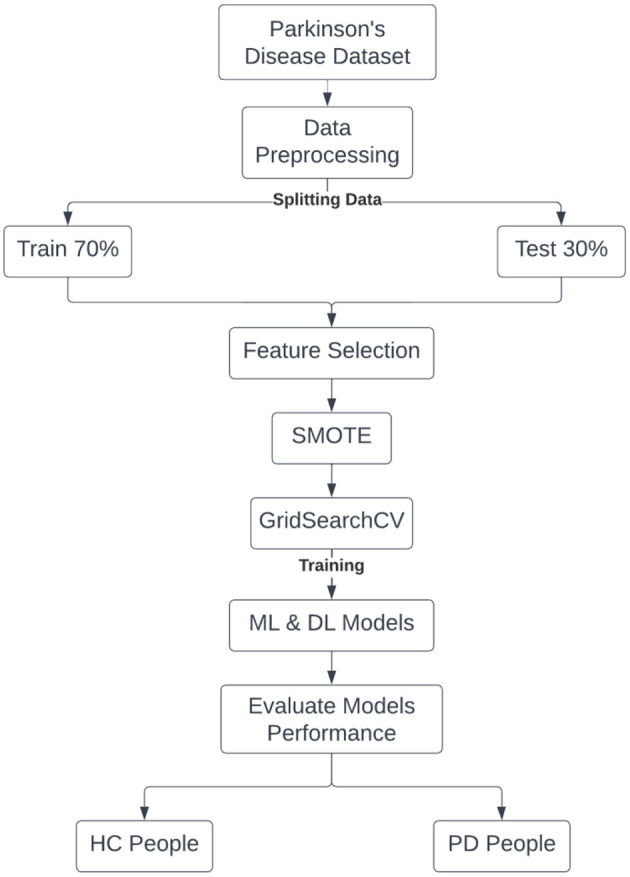 Parkinson's
Disease Dataset
Data
Preprocessing
Splitting Data
Train 70%
Test 30%
Feature Selection
SMOTE
GridSearchCV
Training
ML & DL Models
Evaluate Models
Performance
HC People
PD People